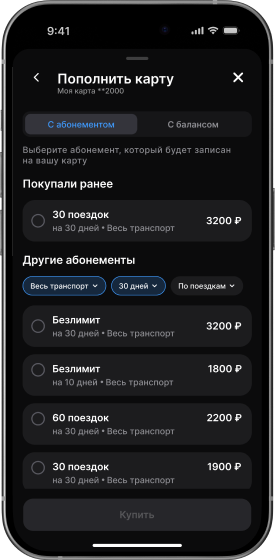 9:41
Пополнить карту
Моя карта **2000
С абонементом
С балансом
Выберите абонемент, который будет записан
на вашу карту
Покупали ранее
30 поездок
3200 ₽
на 30 дней • Весь транспорт
Другие абонементы
Весь транспорт
30 дней
По поездкам
Безлимит
3200 ₽
на 30 дней • Весь транспорт
Безлимит
1800 ₽
на 10 дней • Весь транспорт
60 поездок
2200 ₽
на 30 дней • Весь транспорт
30 поездок
1900 ₽
на 30 дней • Весь транспорт
Купить